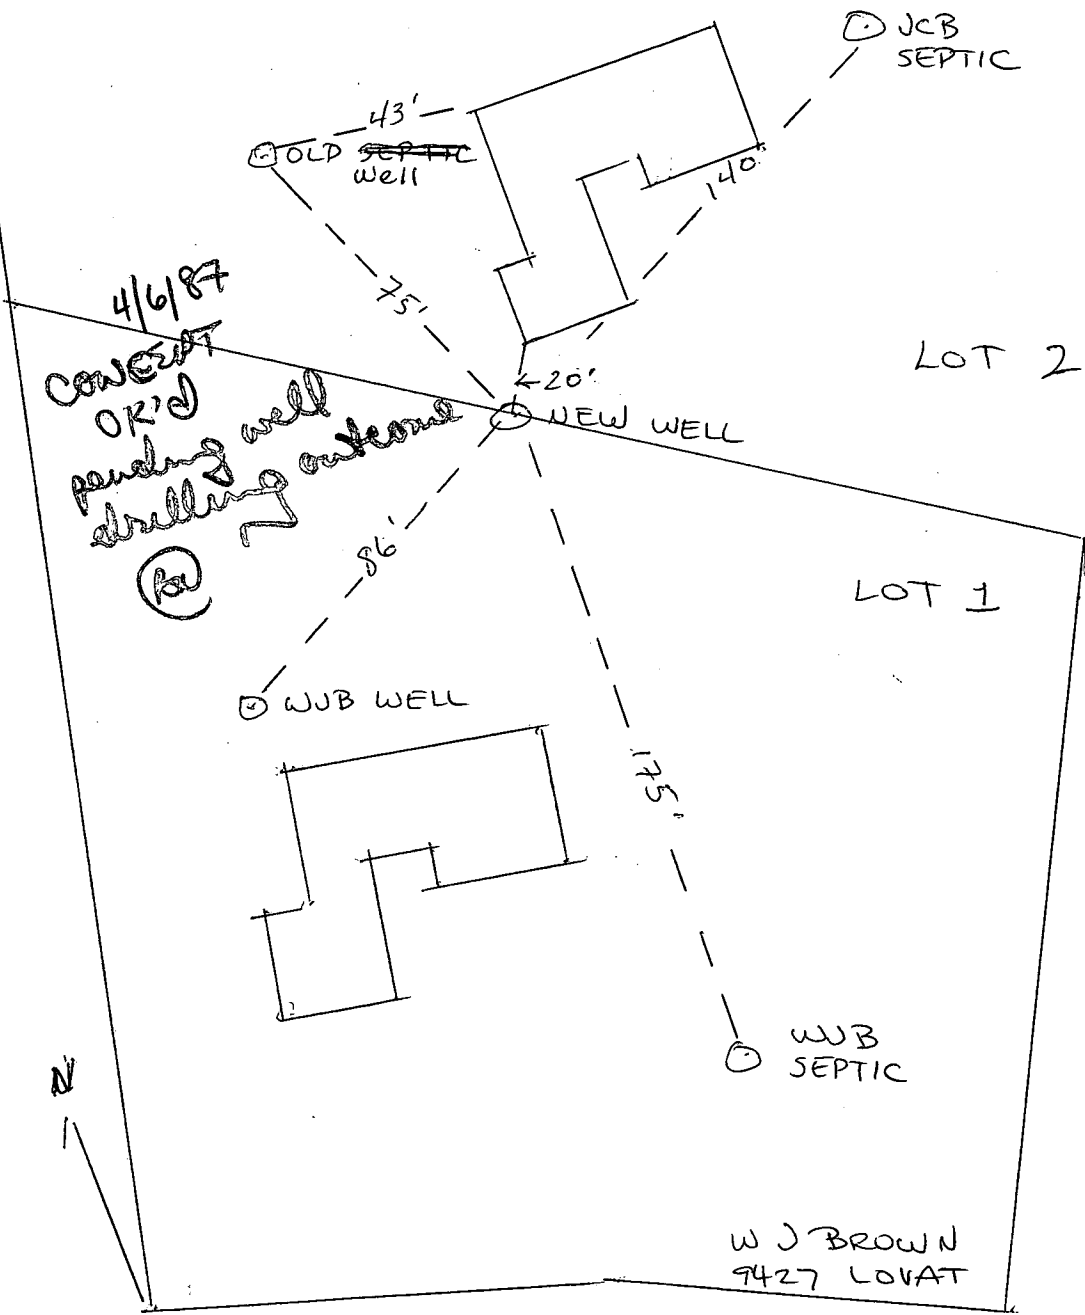 JCB
SEPTIC
43'
OLD SEPTIC
Well
140
75'
4/6/87
CONCEPT
OK'd
pending well
drilling outcome
20'
NEW WELL
LOT 2
86'
LOT 1
WJB WELL
175'
WJB
SEPTIC
N
W J BROWN
9427 LOVAT